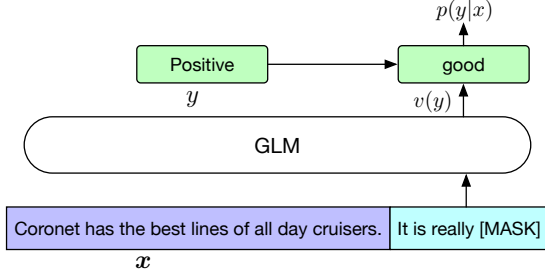 p(y|x)
Positive
good
y
v(y)
GLM
Coronet has the best lines of all day cruisers.
It is really [MASK]
x